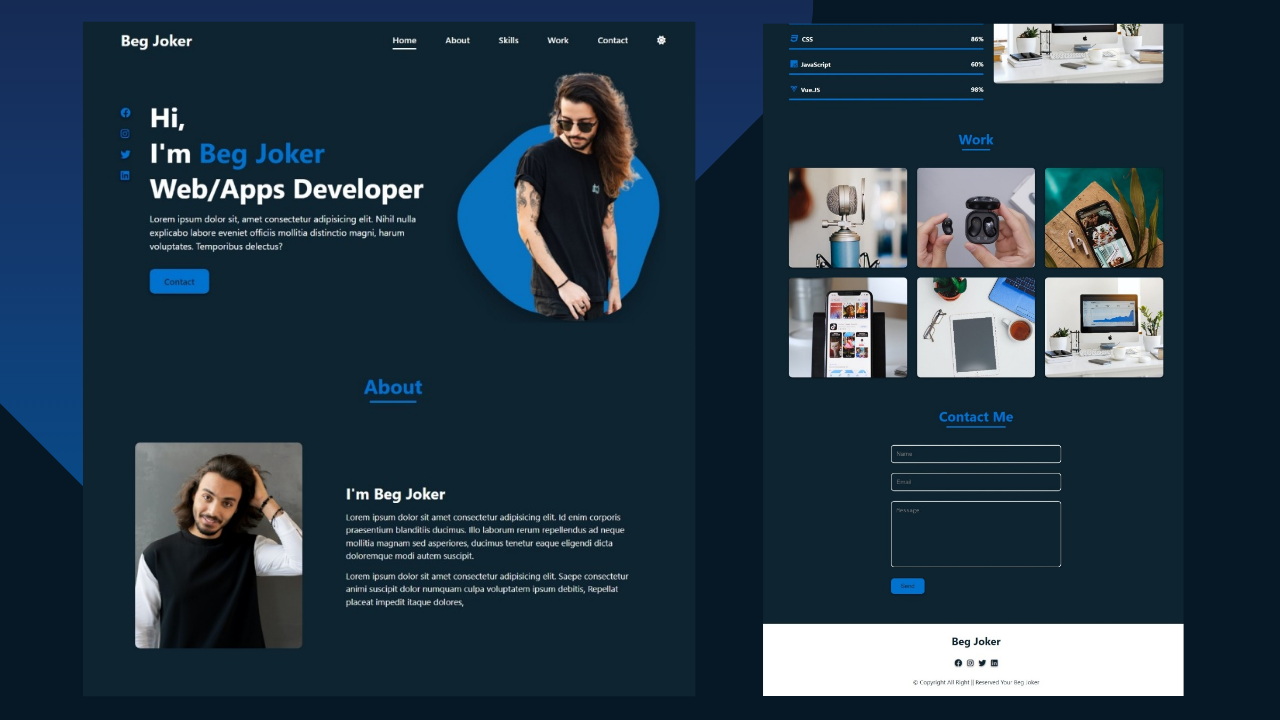 Beg Joker
Home About Skills Work Contact
Hi,
I'm Beg Joker
Web/Apps Developer
Lorem ipsum dolor sit, amet consectetur adipisicing elit. Nihil nulla
explicabo labore eveniet officiis mollitia distinctio magni, harum
voluptates. Temporibus delectus?
Contact
About
I'm Beg Joker
Lorem ipsum dolor sit amet consectetur adipisicing elit. Id enim corporis
praesentium blanditiis ducimus. Illo laborum rerum repellendus ad neque
mollitia magnam sed asperiores, ducimus tenetur eaque eligendi dicta
doloremque modi autem suscipit.
Lorem ipsum dolor sit amet consectetur adipisicing elit. Saepe consectetur
animi suscipit dolor numquam culpa voluptatem ipsum debitis, Repellat
placeat impedit itaque dolores,
CSS 86%
JavaScript 60%
Vue.JS 98%
Work
Contact Me
Name
Email
Message
Send
Beg Joker
© Copyright All Right || Reserved Your Beg Joker